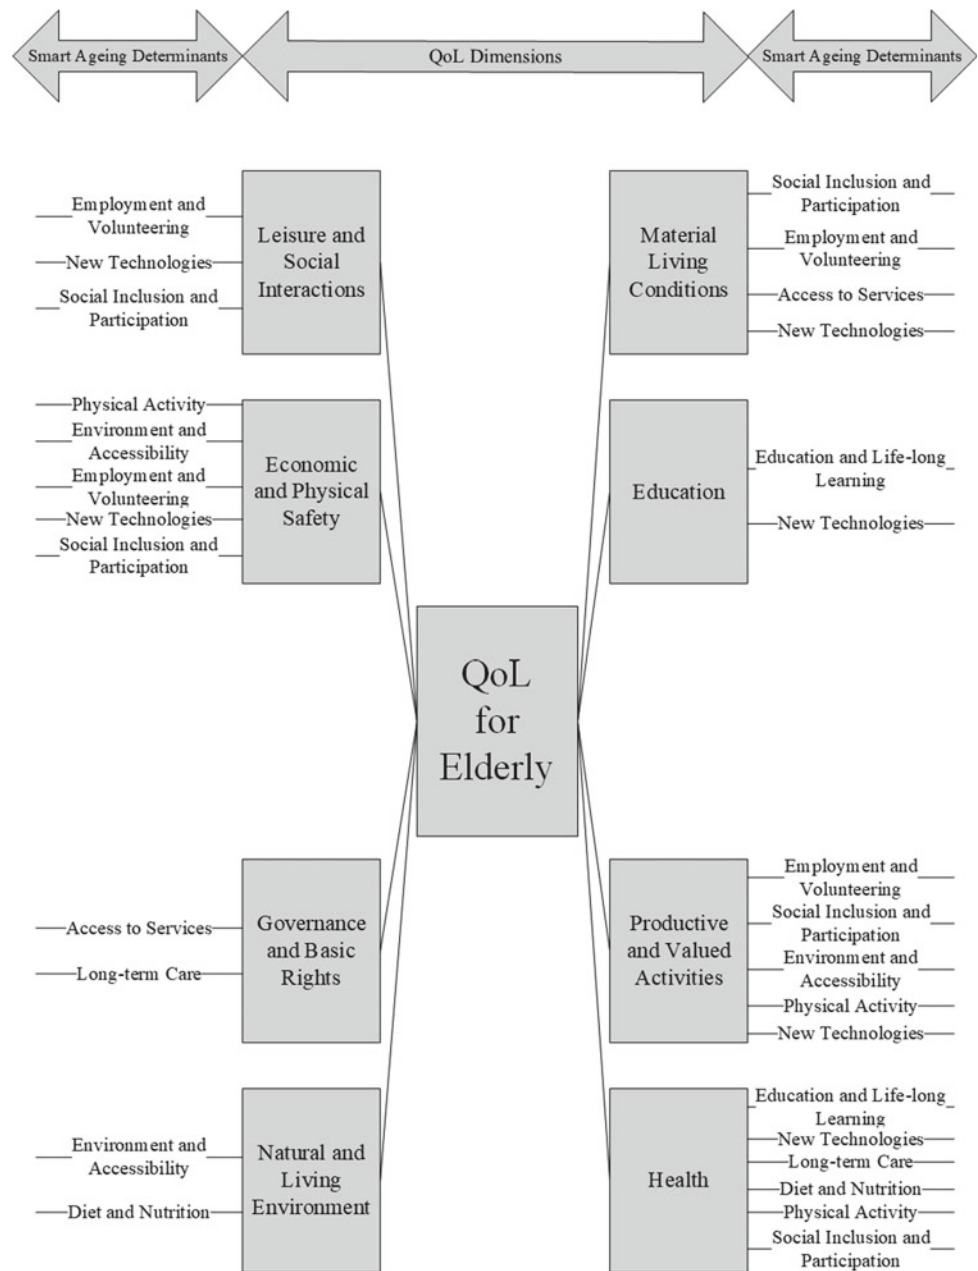 Smart Ageing Determinants
QoL Dimensions
Smart Ageing Determinants
Employment and
Volunteering
New Technologies
Social Inclusion and
Participation
Leisure and
Social
Interactions
Material
Living
Conditions
Social Inclusion and
Participation
Employment and
Volunteering
Access to Services
New Technologies
Physical Activity
Environment and
Accessibility
Employment and
Volunteering
New Technologies
Social Inclusion and
Participation
Economic
and Physical
Safety
Education
Education and Life-long
Learning
New Technologies
QoL
for
Elderly
Access to Services
Long-term Care
Governance
and Basic
Rights
Productive
and Valued
Activities
Employment and
Volunteering
Social Inclusion and
Participation
Environment and
Accessibility
Physical Activity
New Technologies
Environment and
Accessibility
Diet and Nutrition
Natural and
Living
Environment
Health
Education and Life-long
Learning
New Technologies
Long-term Care
Diet and Nutrition
Physical Activity
Social Inclusion and
Participation